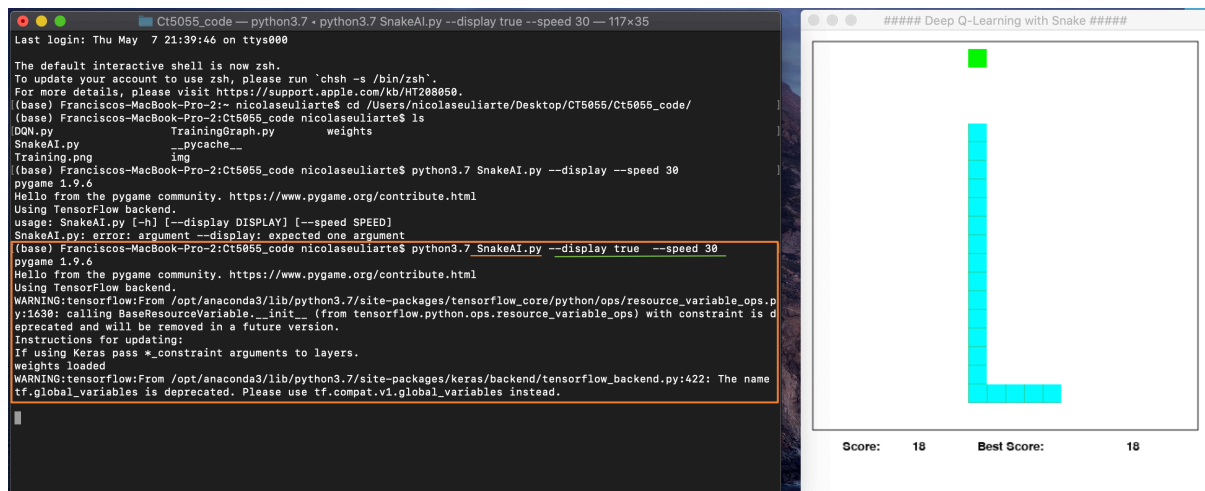 Ct5055_code — python3.7 ◂ python3.7 SnakeAI.py --display true --speed 30 — 117×35
Last login: Thu May  7 21:39:46 on ttys000
The default interactive shell is now zsh.
To update your account to use zsh, please run `chsh -s /bin/zsh`.
For more details, please visit https://support.apple.com/kb/HT208050.
[(base) Franciscos-MacBook-Pro-2:~ nicolaseuliarte$ cd /Users/nicolaseuliarte/Desktop/CT5055/Ct5055_code/ ]
(base) Franciscos-MacBook-Pro-2:Ct5055_code nicolaseuliarte$ ls
[DQN.py TrainingGraph.py weights ]
SnakeAI.py __pycache__
Training.png img
[(base) Franciscos-MacBook-Pro-2:Ct5055_code nicolaseuliarte$ python3.7 SnakeAI.py --display --speed 30 ]
pygame 1.9.6
Hello from the pygame community. https://www.pygame.org/contribute.html
Using TensorFlow backend.
usage: SnakeAI.py [-h] [--display DISPLAY] [--speed SPEED]
SnakeAI.py: error: argument --display: expected one argument
(base) Franciscos-MacBook-Pro-2:Ct5055_code nicolaseuliarte$ python3.7 SnakeAI.py --display true  --speed 30
pygame 1.9.6
Hello from the pygame community. https://www.pygame.org/contribute.html
Using TensorFlow backend.
WARNING:tensorflow:From /opt/anaconda3/lib/python3.7/site-packages/tensorflow_core/python/ops/resource_variable_ops.p
y:1630: calling BaseResourceVariable.__init__ (from tensorflow.python.ops.resource_variable_ops) with constraint is d
eprecated and will be removed in a future version.
Instructions for updating:
If using Keras pass *_constraint arguments to layers.
weights loaded
WARNING:tensorflow:From /opt/anaconda3/lib/python3.7/site-packages/keras/backend/tensorflow_backend.py:422: The name
tf.global_variables is deprecated. Please use tf.compat.v1.global_variables instead.
##### Deep Q-Learning with Snake #####
Score: 18 Best Score: 18